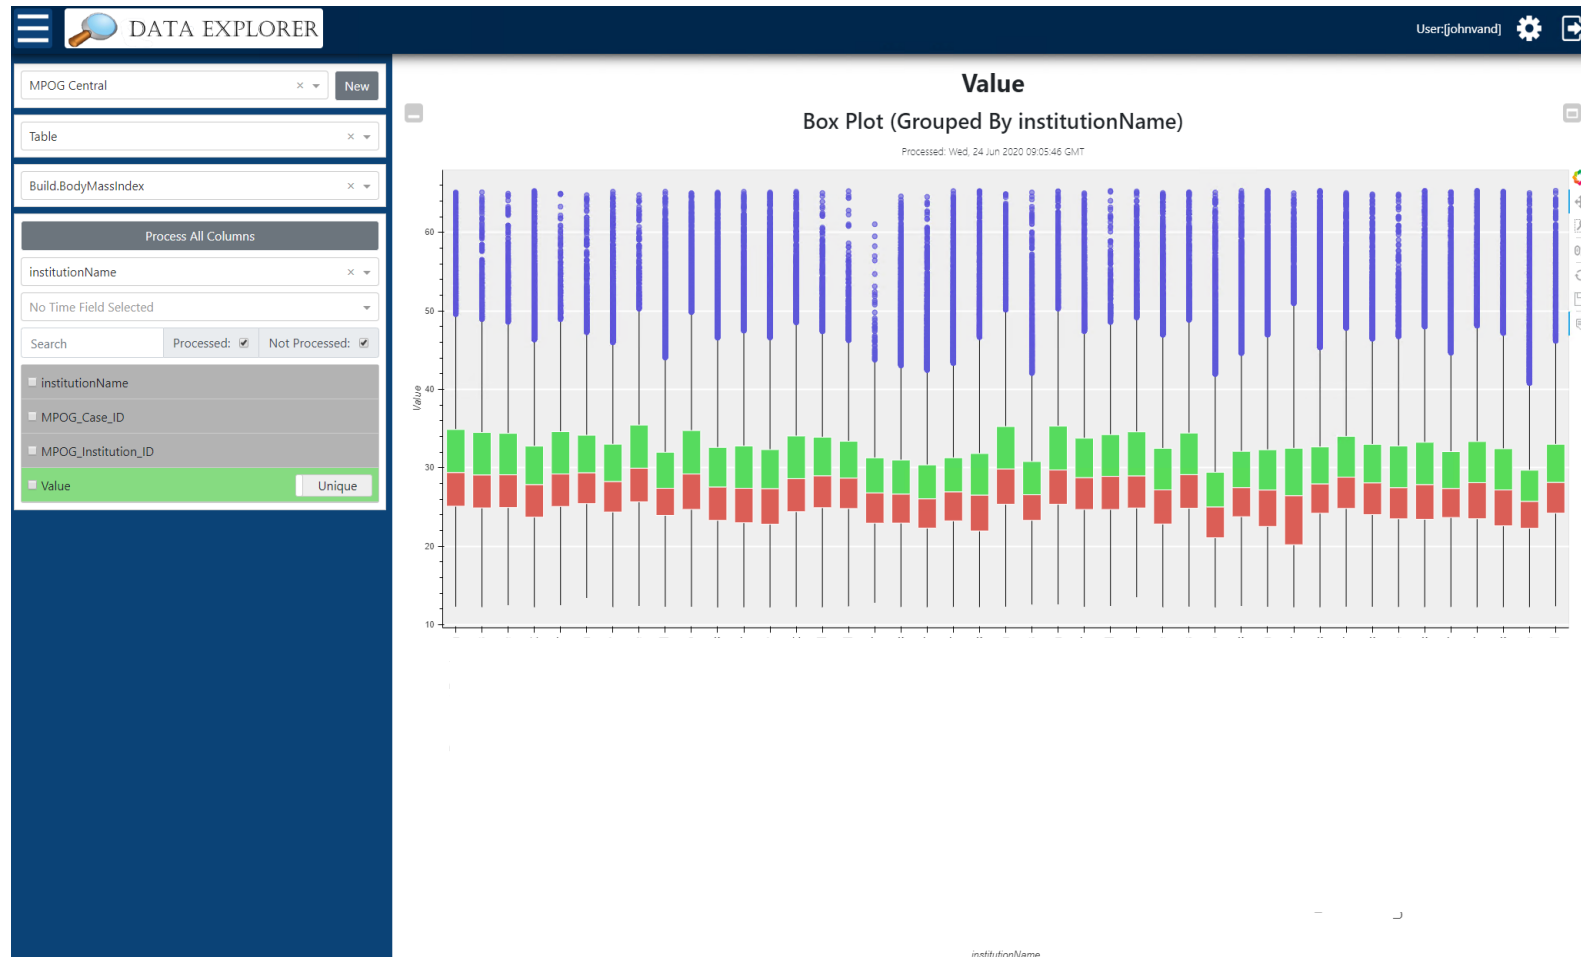 DATA EXPLORER
User:[johnvand]
MPOG Central
New
Table
Build.BodyMassIndex
Process All Columns
institutionName
No Time Field Selected
Search
Processed:
Not Processed:
institutionName
MPOG_Case_ID
MPOG_Institution_ID
Value
Unique
Value
Box Plot (Grouped By institutionName)
Processed: Wed, 24 Jun 2020 09:05:46 GMT
Value
60
50
40
30
20
10
institutionName